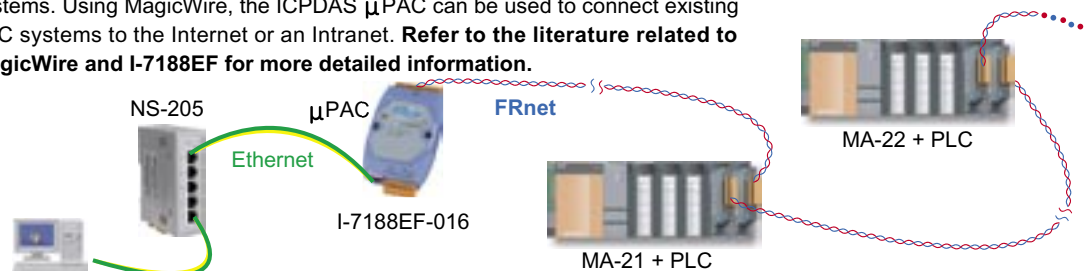 Using MagicWire, the ICPDAS µPAC can be used to connect existing
systems to the Internet or an Intranet. Refer to the literature related to
and I-7188EF for more detailed information.
NS-205
µPAC
FRnet
Ethernet
I-7188EF-016
MA-22 + PLC
MA-21 + PLC